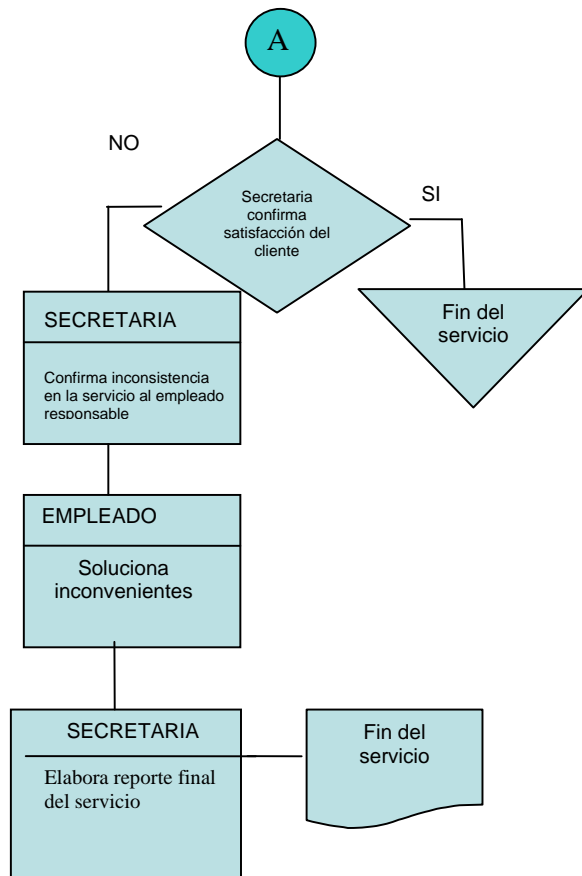 A
NO
Secretaria
confirma
satisfacción del
cliente
SI
SECRETARIA
Confirma inconsistencia
en la servicio al empleado
responsable
Fin del
servicio
EMPLEADO
Soluciona
inconvenientes
SECRETARIA
Elabora reporte final
del servicio
Fin del
servicio